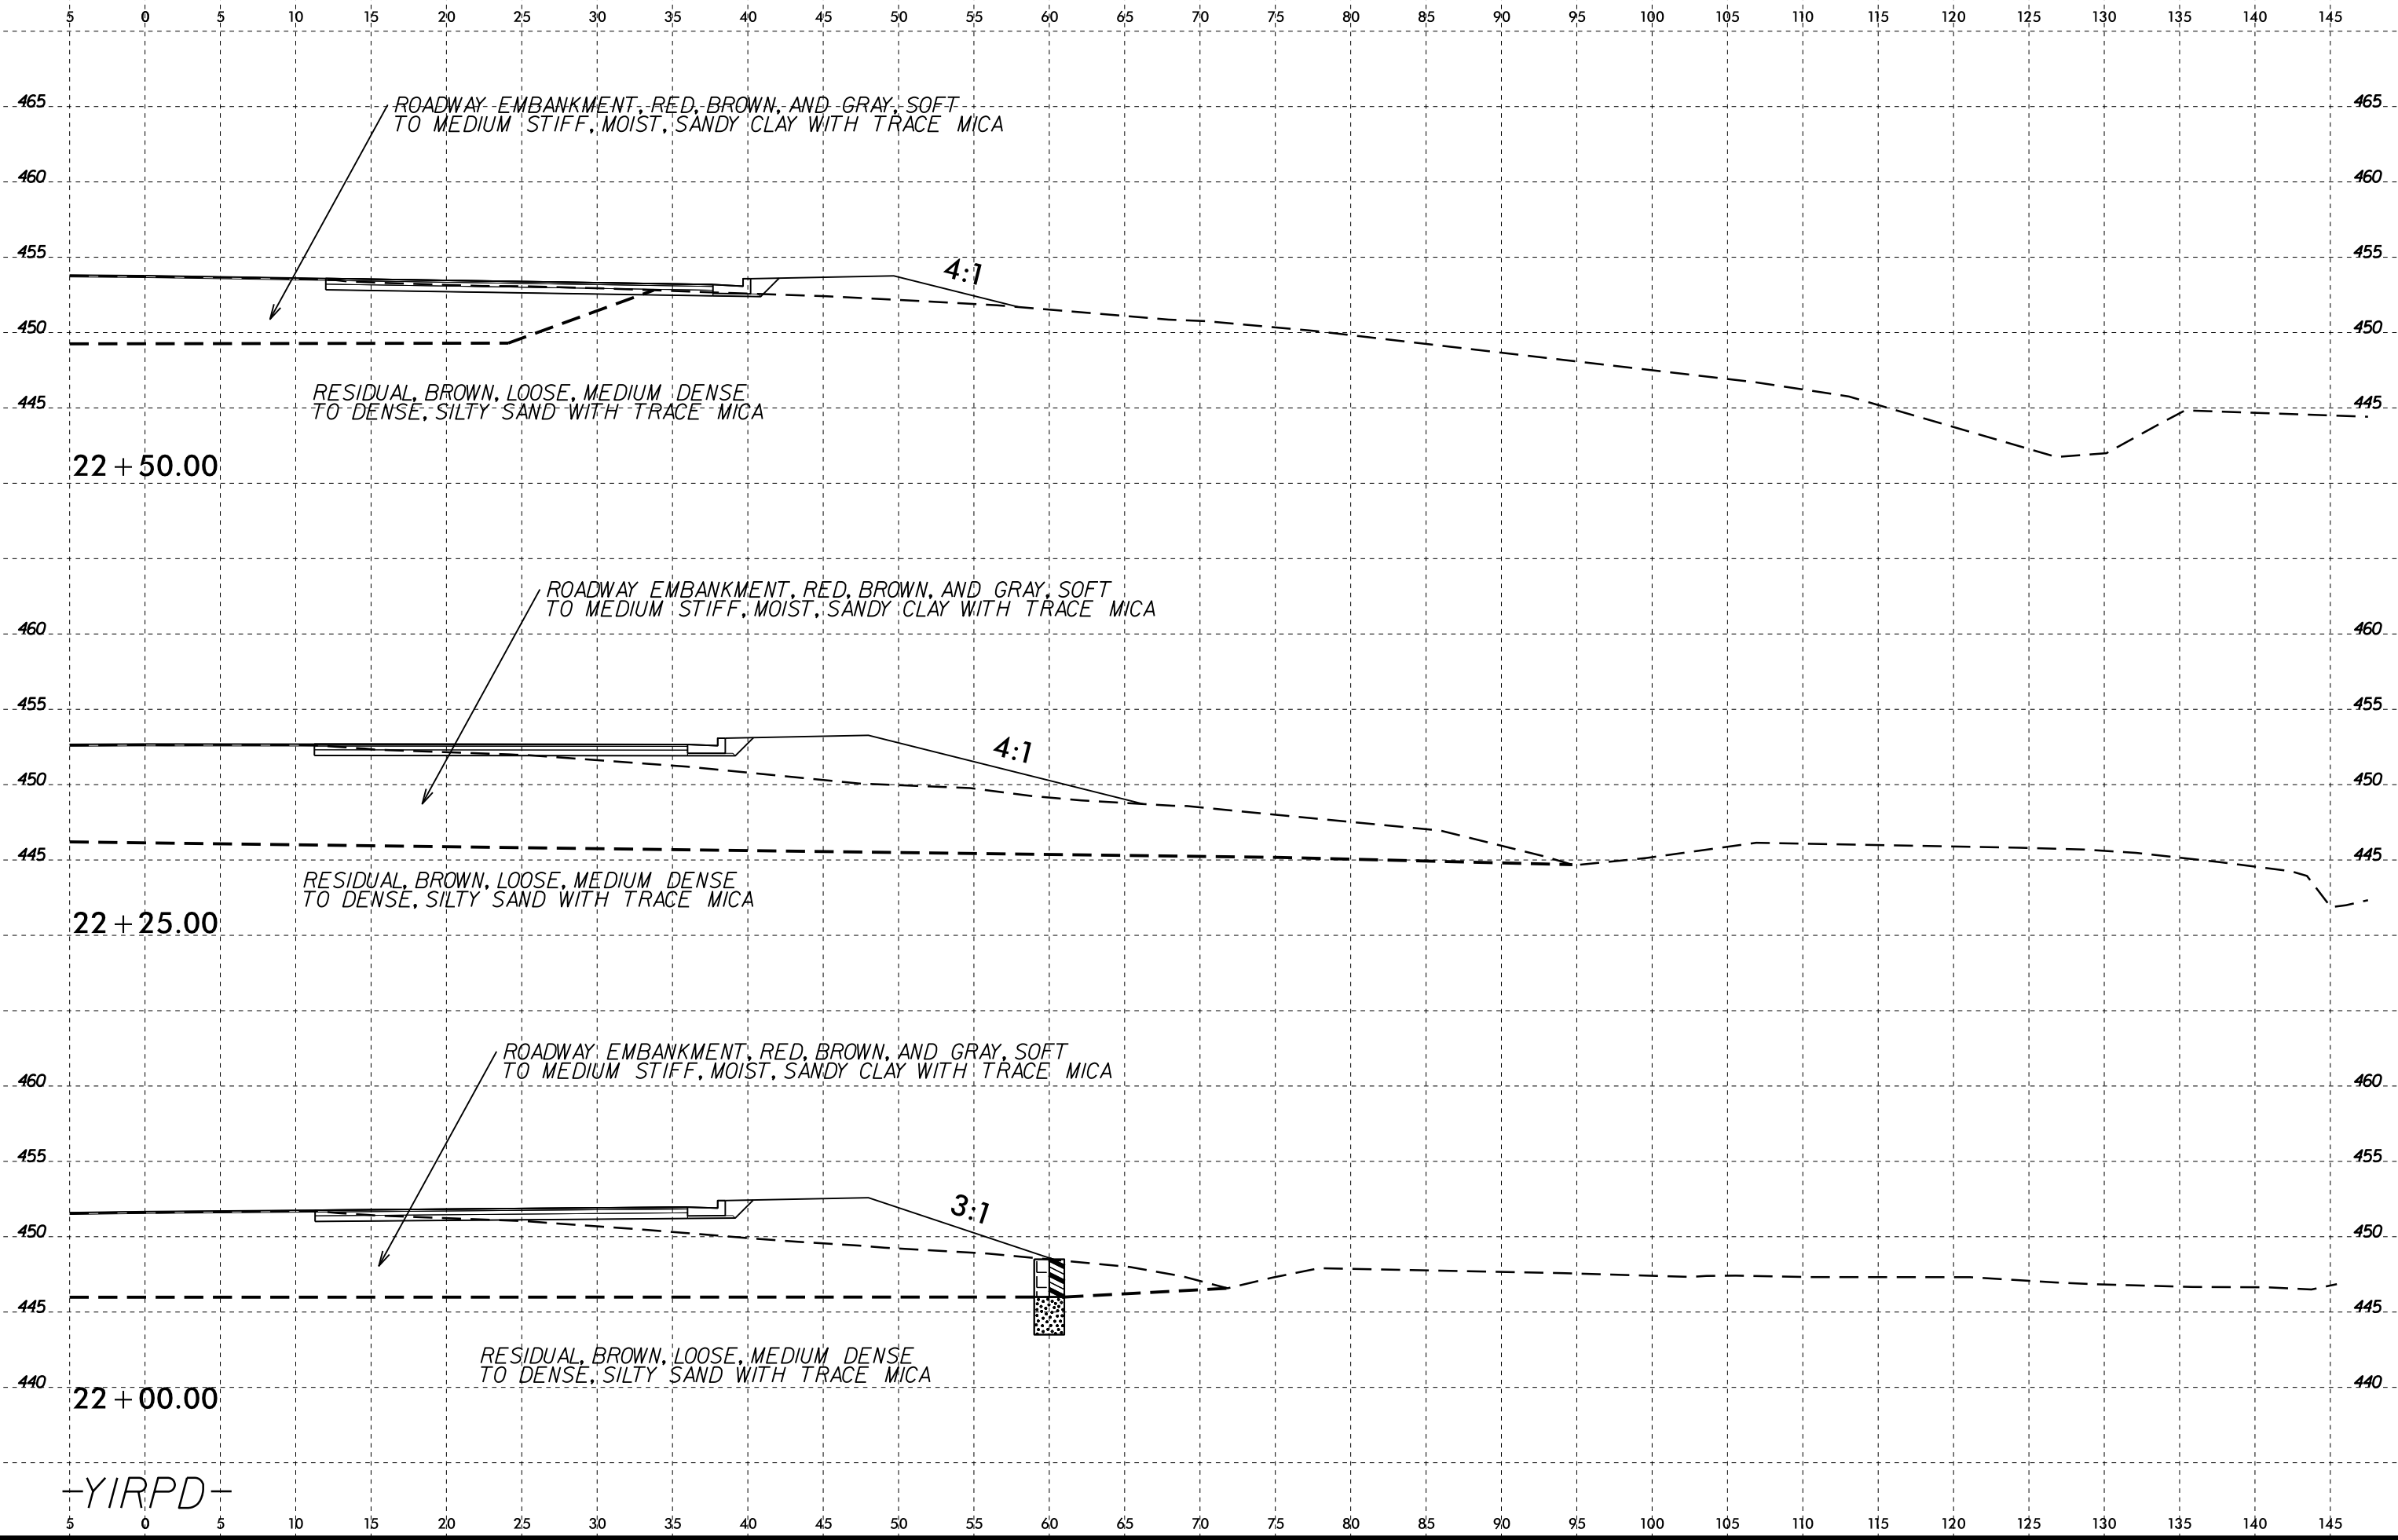 5 0 5 10 15 20 25 30 35 40 45 50 55 60 65 70 75 80 85 90 95 100 105 110 115 120 125 130 135 140 145
465 465
ROADWAY EMBANKMENT, RED, BROWN, AND GRAY, SOFT
TO MEDIUM STIFF, MOIST, SANDY CLAY WITH TRACE MICA
460 460
455 455
4:1
450 450
RESIDUAL, BROWN, LOOSE, MEDIUM DENSE
TO DENSE, SILTY SAND WITH TRACE MICA
445 445
22+50.00
ROADWAY EMBANKMENT, RED, BROWN, AND GRAY, SOFT
TO MEDIUM STIFF, MOIST, SANDY CLAY WITH TRACE MICA
460 460
455 455
4:1
450 450
445 445
RESIDUAL, BROWN, LOOSE, MEDIUM DENSE
TO DENSE, SILTY SAND WITH TRACE MICA
22+25.00
ROADWAY EMBANKMENT, RED, BROWN, AND GRAY, SOFT
TO MEDIUM STIFF, MOIST, SANDY CLAY WITH TRACE MICA
460 460
455 455
3:1
450 450
445 445
RESIDUAL, BROWN, LOOSE, MEDIUM DENSE
TO DENSE, SILTY SAND WITH TRACE MICA
440 440
22+00.00
-Y1RPD-
5 0 5 10 15 20 25 30 35 40 45 50 55 60 65 70 75 80 85 90 95 100 105 110 115 120 125 130 135 140 145